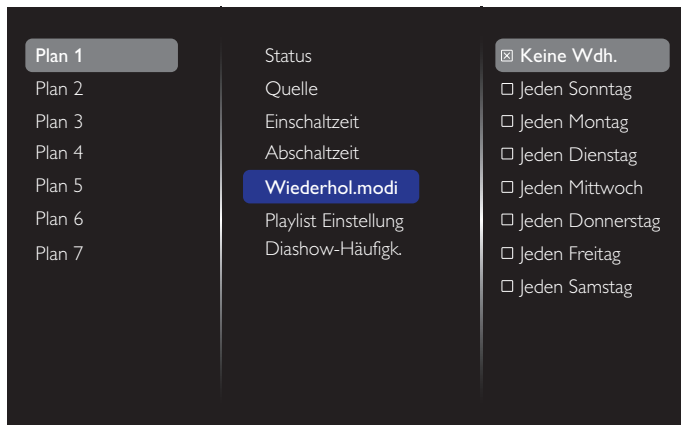 Plan 1
Plan 2
Plan 3
Plan 4
Plan 5
Plan 6
Plan 7
Status
Quelle
Einschaltzeit
Abschaltzeit
Wiederhol.modi
Playlist Einstellung
Diashow-Häufigk.
Keine Wdh.
Jeden Sonntag
Jeden Montag
Jeden Dienstag
Jeden Mittwoch
Jeden Donnerstag
Jeden Freitag
Jeden Samstag